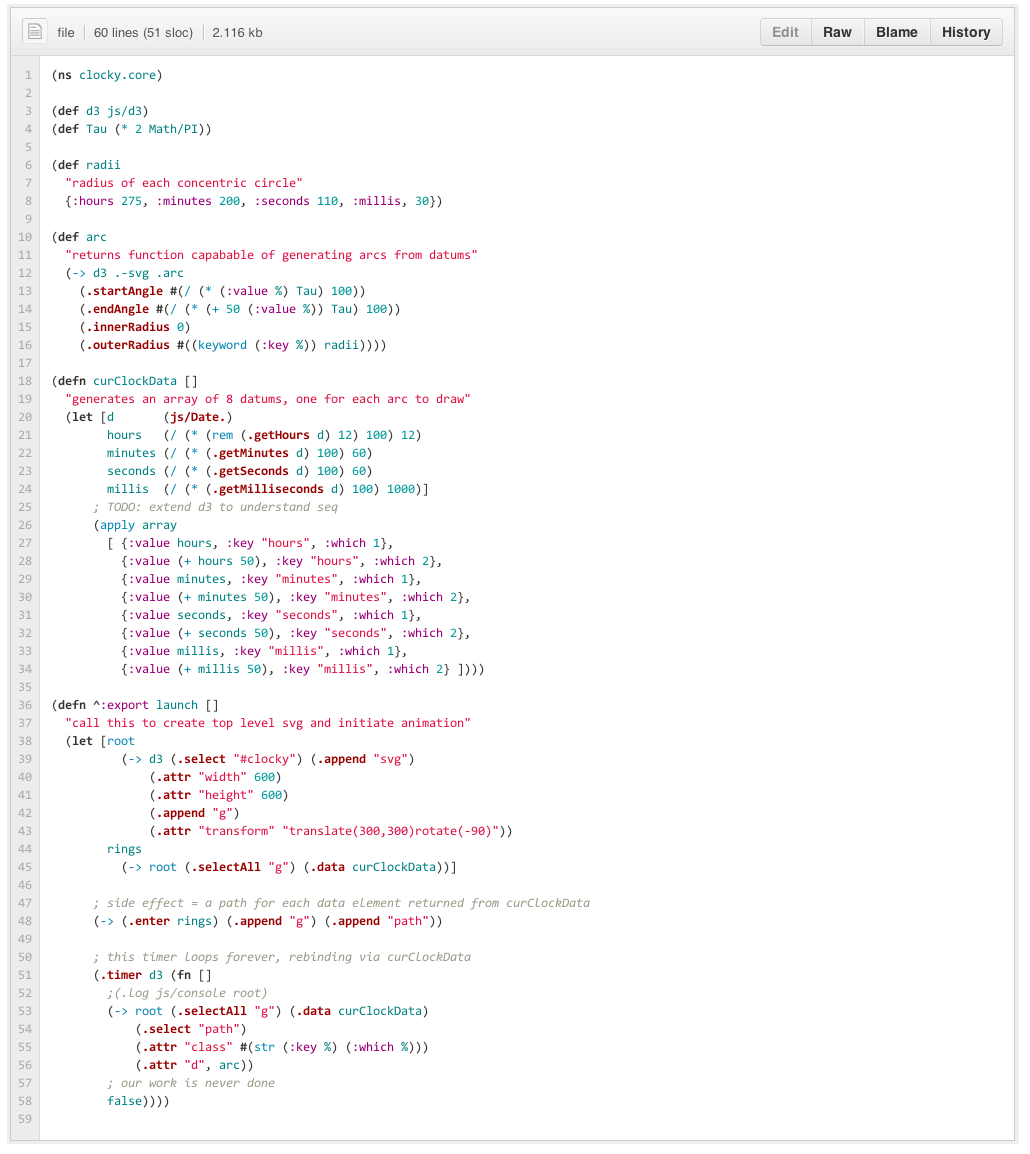 file 60 lines (51 sloc) 2.116 kb Edit Raw Blame History
1 (ns clocky.core)
2
3 (def d3 js/d3)
4 (def Tau (* 2 Math/PI))
5
6 (def radii
7   "radius of each concentric circle"
8   {:hours 275, :minutes 200, :seconds 110, :millis, 30})
9
10 (def arc
11   "returns function capabable of generating arcs from datums"
12   (-> d3 .-svg .arc
13     (.startAngle #(/ (* (:value %) Tau) 100))
14     (.endAngle #(/ (* (+ 50 (:value %)) Tau) 100))
15     (.innerRadius 0)
16     (.outerRadius #((keyword (:key %)) radii))))
17
18 (defn curClockData []
19   "generates an array of 8 datums, one for each arc to draw"
20   (let [d       (js/Date.)
21         hours   (/ (* (rem (.getHours d) 12) 100) 12)
22         minutes (/ (* (.getMinutes d) 100) 60)
23         seconds (/ (* (.getSeconds d) 100) 60)
24         millis  (/ (* (.getMilliseconds d) 100) 1000)]
25       ; TODO: extend d3 to understand seq
26       (apply array
27         [ {:value hours, :key "hours", :which 1},
28           {:value (+ hours 50), :key "hours", :which 2},
29           {:value minutes, :key "minutes", :which 1},
30           {:value (+ minutes 50), :key "minutes", :which 2},
31           {:value seconds, :key "seconds", :which 1},
32           {:value (+ seconds 50), :key "seconds", :which 2},
33           {:value millis, :key "millis", :which 1},
34           {:value (+ millis 50), :key "millis", :which 2} ])))
35
36 (defn ^:export launch []
37   "call this to create top level svg and initiate animation"
38   (let [root
39           (-> d3 (.select "#clocky") (.append "svg")
40               (.attr "width" 600)
41               (.attr "height" 600)
42               (.append "g")
43               (.attr "transform" "translate(300,300)rotate(-90)"))
44         rings
45           (-> root (.selectAll "g") (.data curClockData))]
46
47       ; side effect = a path for each data element returned from curClockData
48       (-> (.enter rings) (.append "g") (.append "path"))
49
50       ; this timer loops forever, rebinding via curClockData
51       (.timer d3 (fn []
52         ;(.log js/console root)
53         (-> root (.selectAll "g") (.data curClockData)
54             (.select "path")
55             (.attr "class" #(str (:key %) (:which %)))
56             (.attr "d", arc))
57         ; our work is never done
58         false))))
59